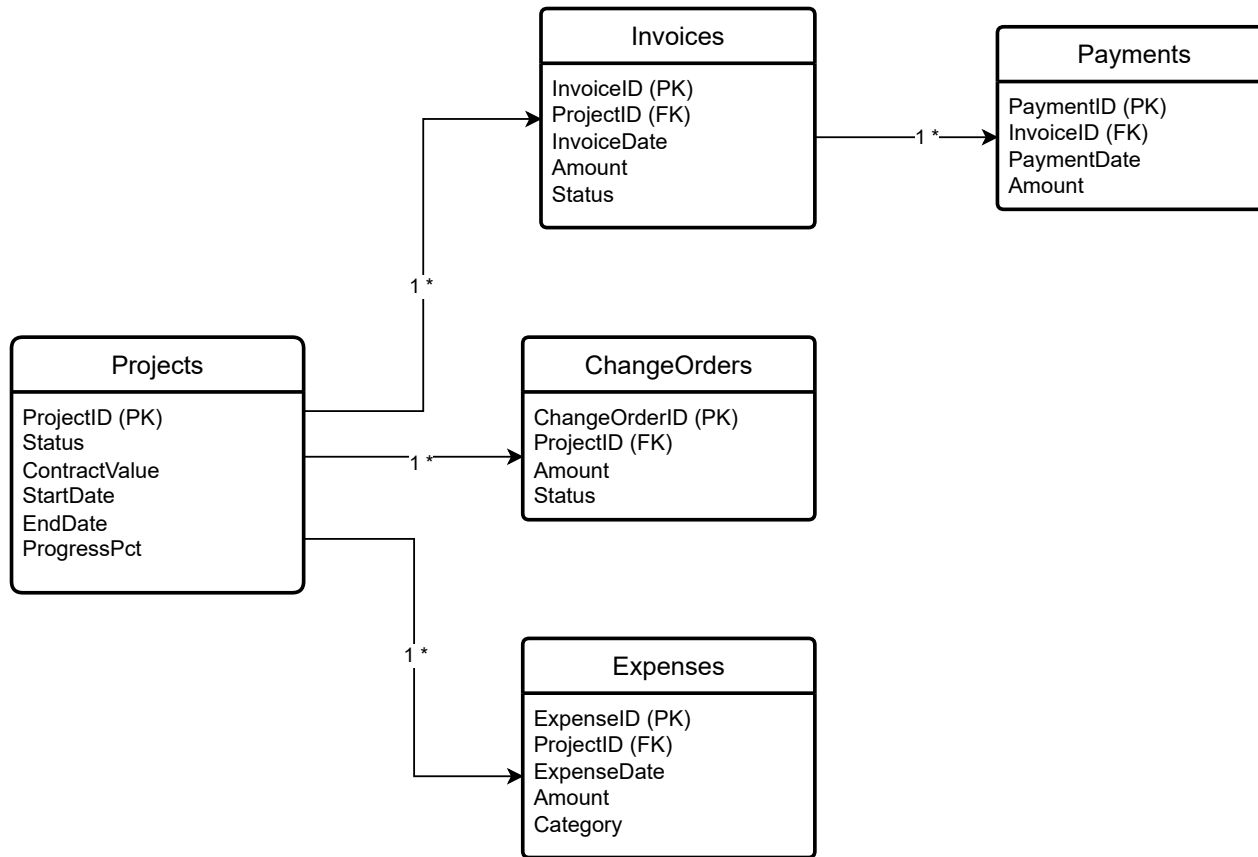 Invoices
InvoiceID (PK)
ProjectID (FK)
InvoiceDate
Amount
Status
1 *
Payments
PaymentID (PK)
InvoiceID (FK)
PaymentDate
Amount
1 *
Projects
ProjectID (PK)
Status
ContractValue
StartDate
EndDate
ProgressPct
1 *
ChangeOrders
ChangeOrderID (PK)
ProjectID (FK)
Amount
Status
1 *
Expenses
ExpenseID (PK)
ProjectID (FK)
ExpenseDate
Amount
Category